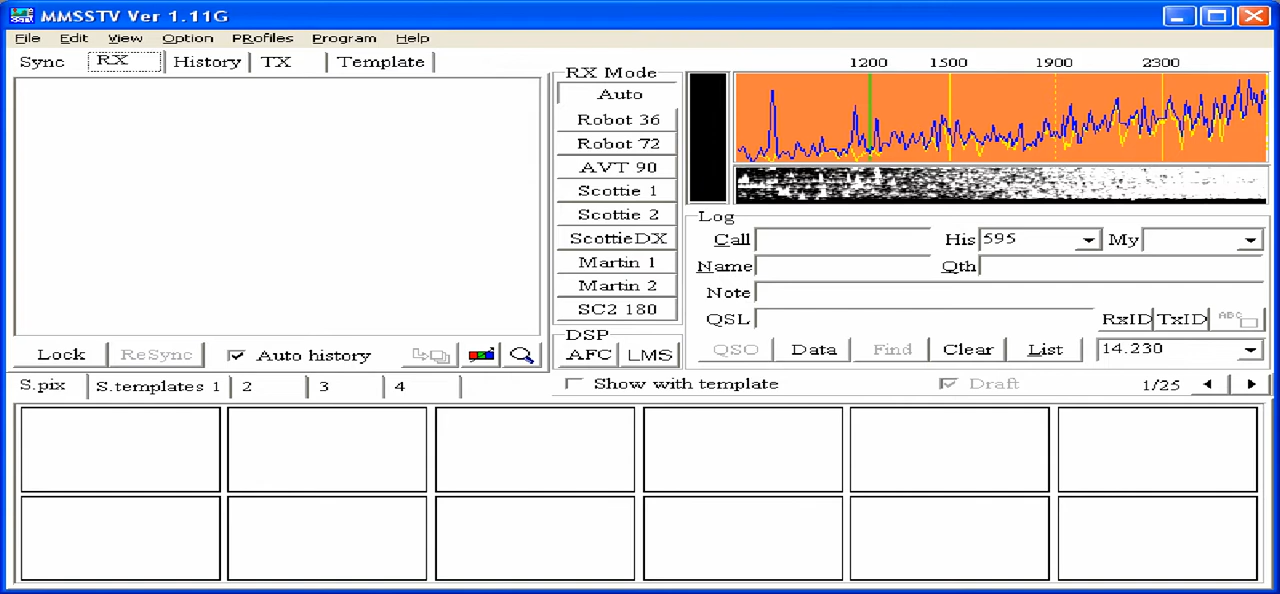 MMSSTV Ver 1.11G
File Edit View Option PRofiles Program Help
Sync RX History TX Template
RX Mode
Auto
Robot 36
Robot 72
AVT 90
Scottie 1
Scottie 2
ScottieDX
Martin 1
Martin 2
SC2 180
DSP
AFC LMS
1200 1500 1900 2300
Log
Call His 595 My
Name Qth
Note
QSL RxID TxID ABC
QSO Data Find Clear List 14.230
Lock ReSync Auto history
S.pix S.templates 1 2 3 4
Show with template Draft 1/25